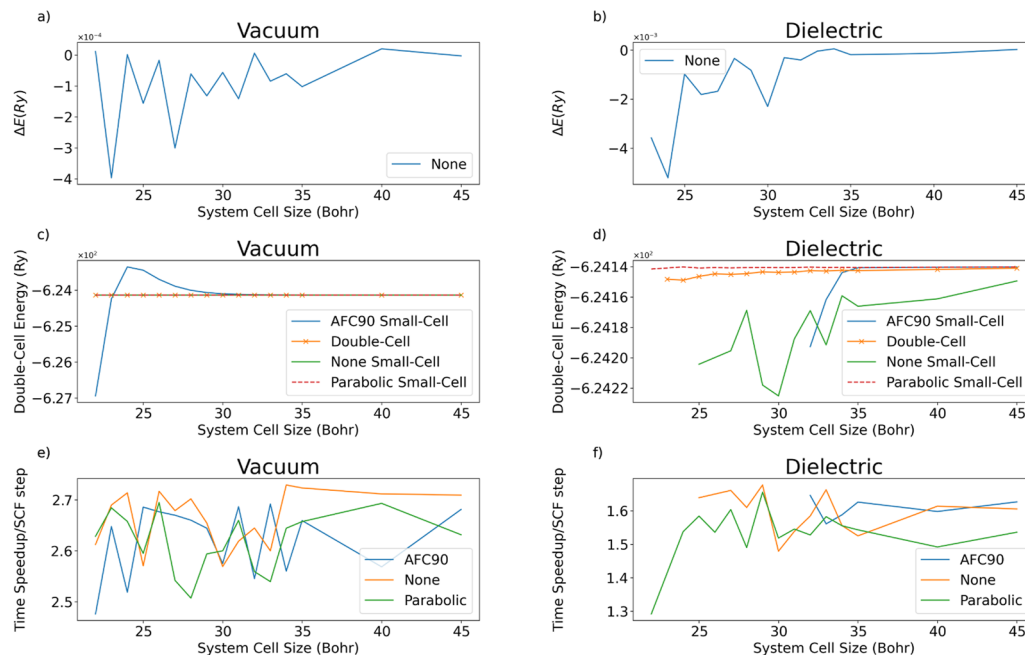 a)
Vacuum
×10⁻⁴
0
−1
−2
−3
−4
ΔE(Ry)
None
25 30 35 40 45
System Cell Size (Bohr)
b)
Dielectric
×10⁻³
0
−2
−4
ΔE(Ry)
None
25 30 35 40 45
System Cell Size (Bohr)
c)
Vacuum
×10²
−6.24
−6.25
−6.26
−6.27
Double-Cell Energy (Ry)
AFC90 Small-Cell
Double-Cell
None Small-Cell
Parabolic Small-Cell
25 30 35 40 45
System Cell Size (Bohr)
d)
Dielectric
×10²
−6.2414
−6.2416
−6.2418
−6.2420
−6.2422
Double-Cell Energy (Ry)
AFC90 Small-Cell
Double-Cell
None Small-Cell
Parabolic Small-Cell
25 30 35 40 45
System Cell Size (Bohr)
e)
Vacuum
2.7
2.6
2.5
Time Speedup/SCF step
AFC90
None
Parabolic
25 30 35 40 45
System Cell Size (Bohr)
f)
Dielectric
1.6
1.5
1.4
1.3
Time Speedup/SCF step
AFC90
None
Parabolic
25 30 35 40 45
System Cell Size (Bohr)